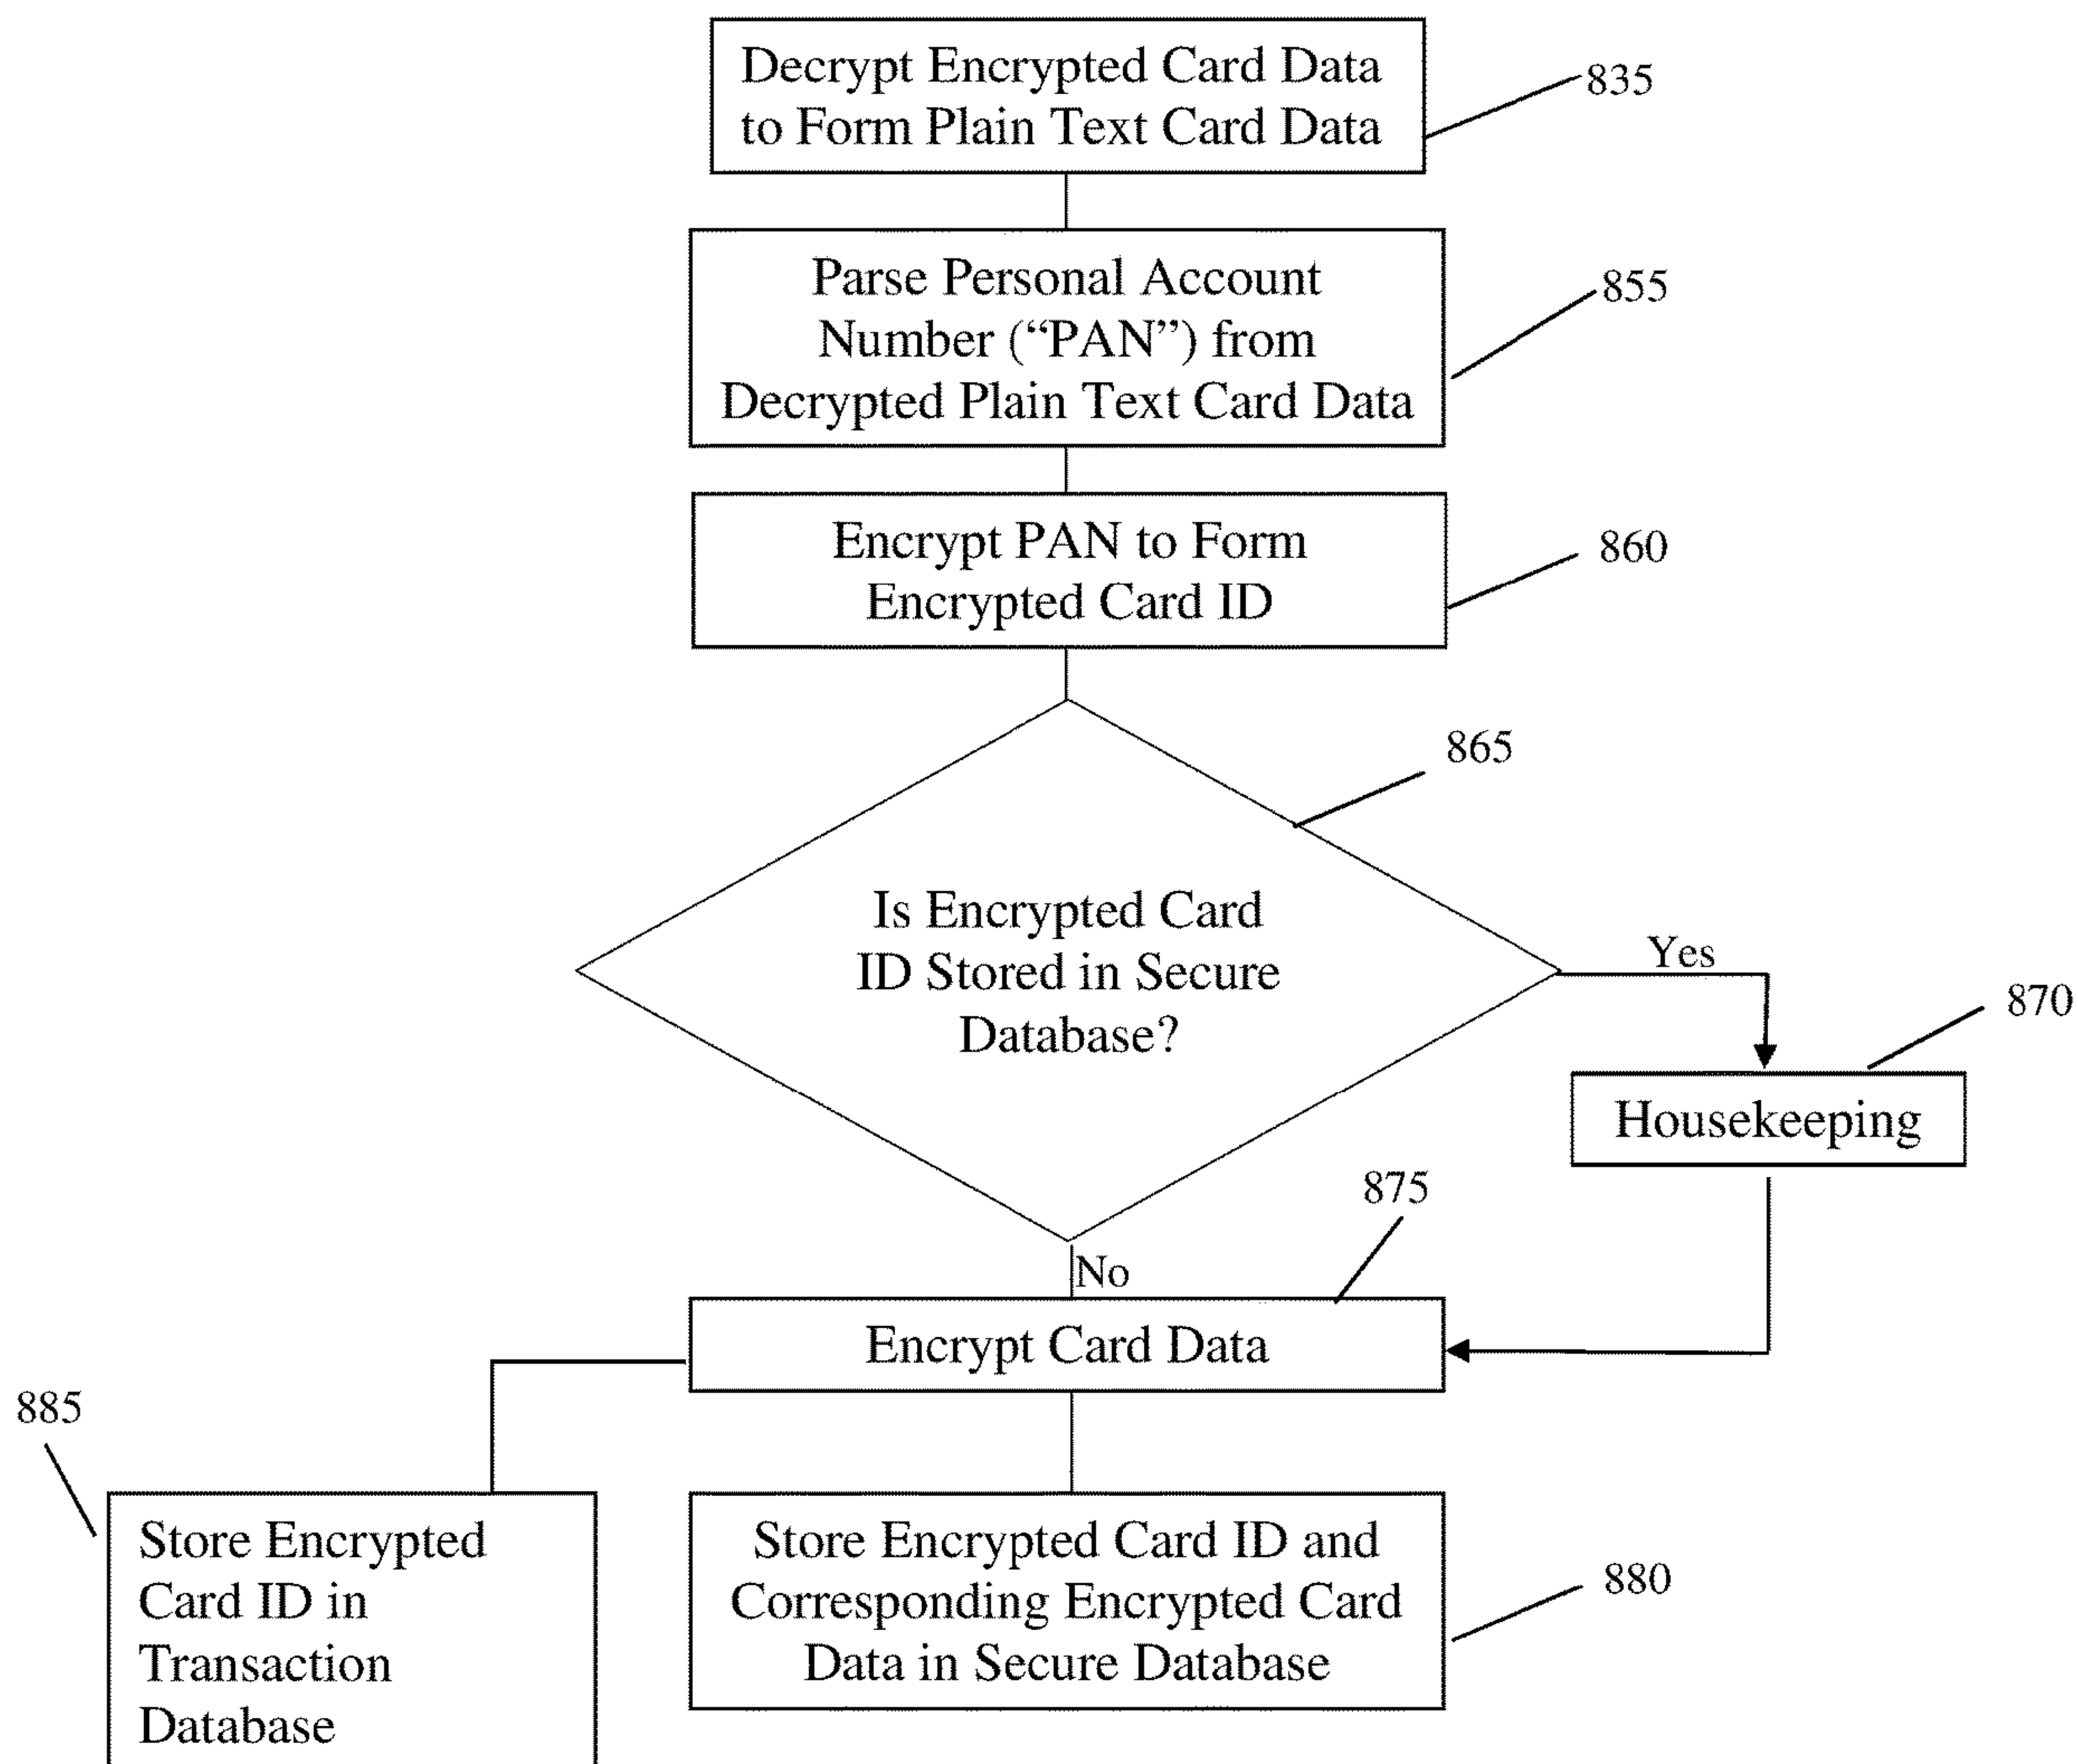 Decrypt Encrypted Card Data
to Form Plain Text Card Data
835
Parse Personal Account
Number (“PAN”) from
Decrypted Plain Text Card Data
855
Encrypt PAN to Form
Encrypted Card ID
860
865
Is Encrypted Card
ID Stored in Secure
Database?
Yes
870
Housekeeping
875
No
Encrypt Card Data
885
Store Encrypted
Card ID in
Transaction
Database
Store Encrypted Card ID and
Corresponding Encrypted Card
Data in Secure Database
880